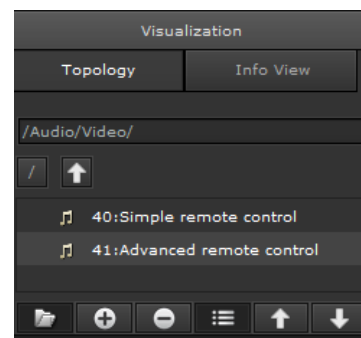 Visualization
Topology Info View
/Audio/Video/
/
40:Simple remote control
41:Advanced remote control